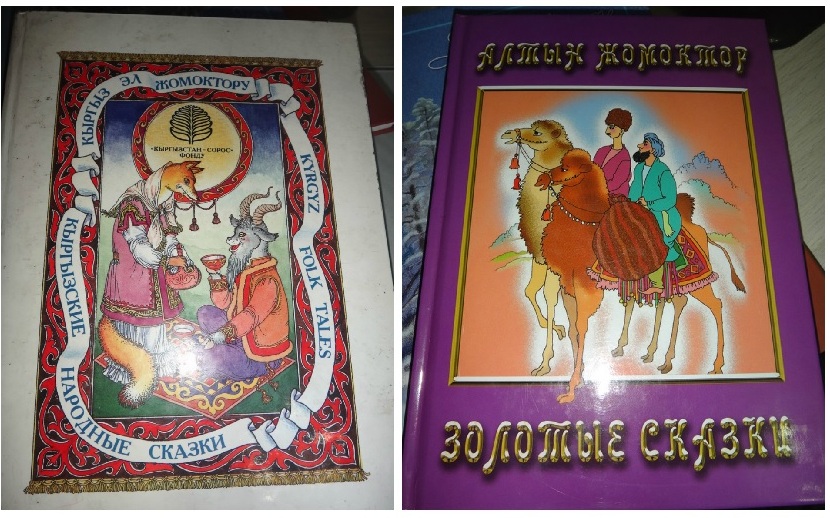 КЫРГЫЗ ЭЛ ЖОМОКТОРУ
KYRGYZ FOLK TALES
КЫРГЫЗСКИЕ НАРОДНЫЕ СКАЗКИ
«КЫРГЫЗСТАН - СОРОС»
ФОНДУ
АЛТЫН ЖОМОКТОР
ЗОЛОТЫЕ СКАЗКИ